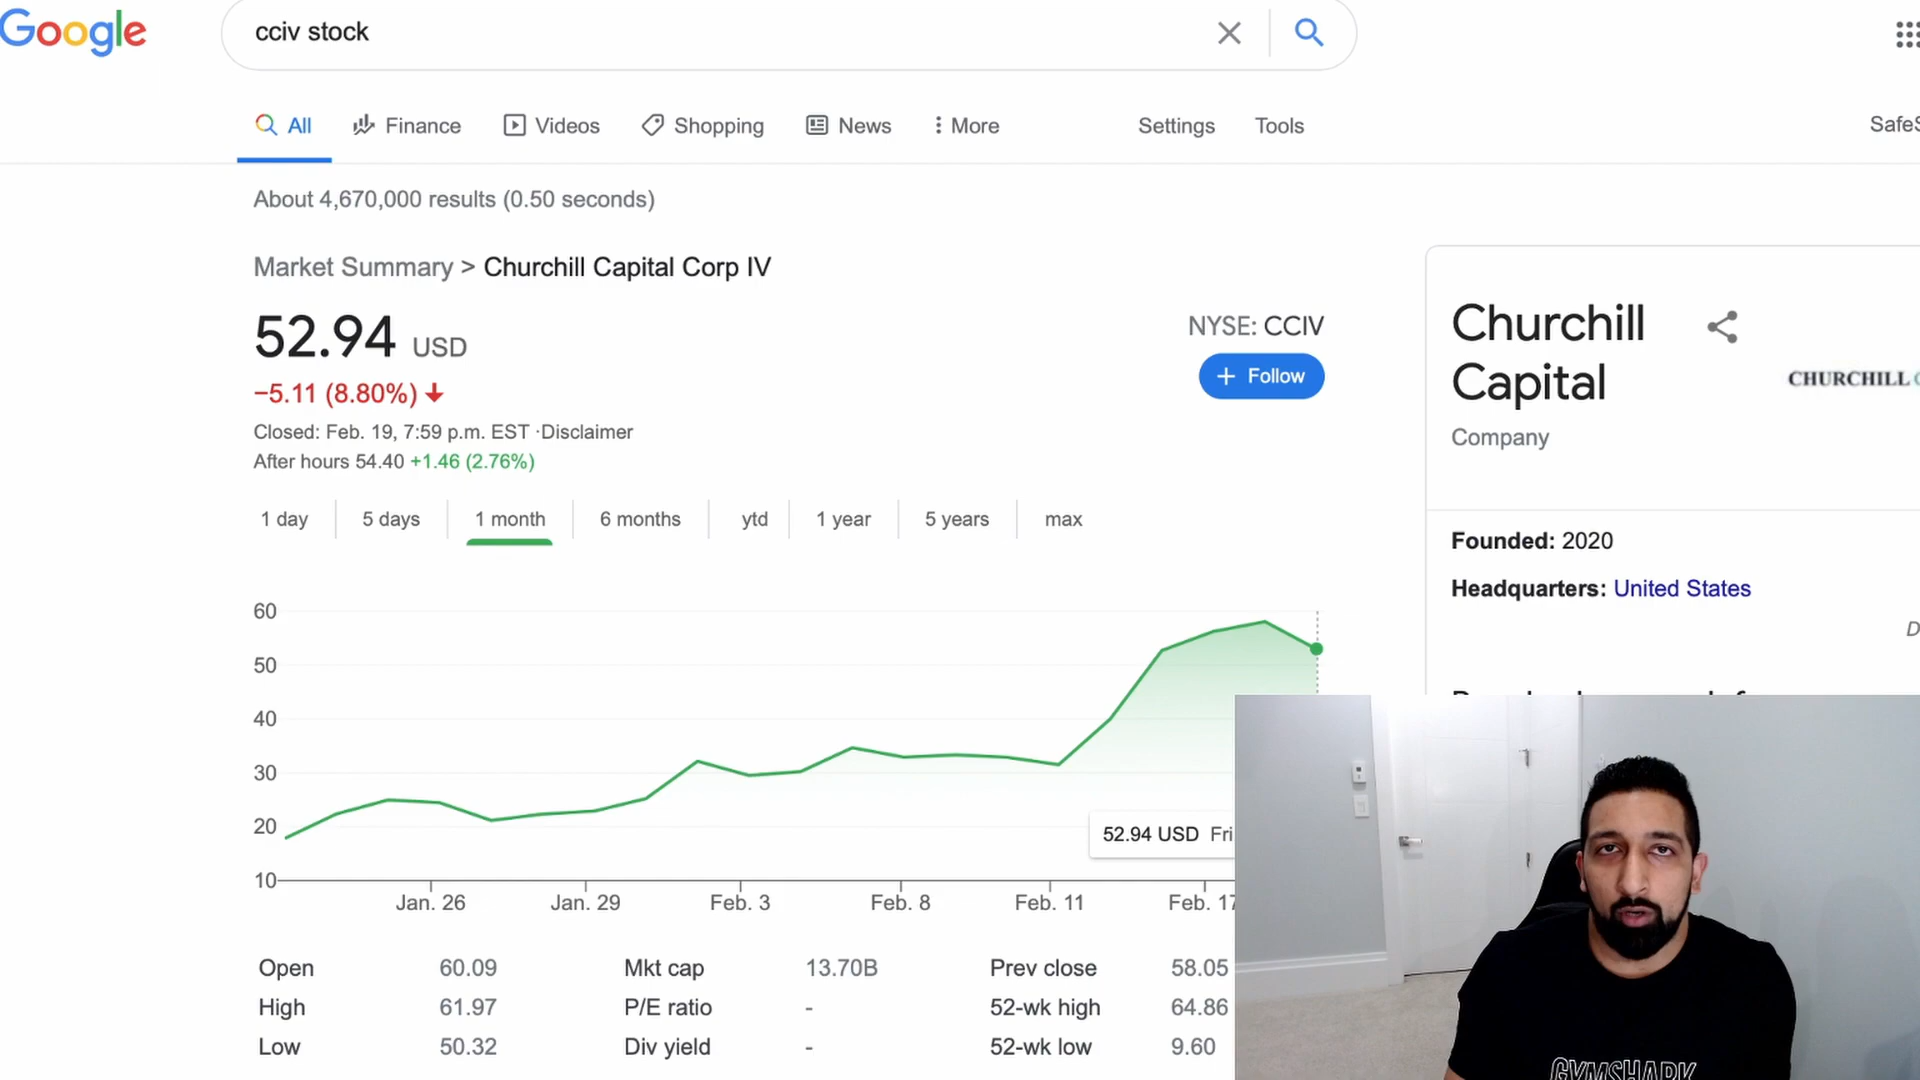 Google
cciv stock
All
Finance
Videos
Shopping
News
More
Settings
Tools
About 4,670,000 results (0.50 seconds)
Market Summary > Churchill Capital Corp IV
52.94 USD
−5.11 (8.80%)
Closed: Feb. 19, 7:59 p.m. EST ·Disclaimer
After hours 54.40 +1.46 (2.76%)
NYSE: CCIV
+ Follow
1 day
5 days
1 month
6 months
ytd
1 year
5 years
max
60
50
40
30
20
10
52.94 USD Fri
Jan. 26
Jan. 29
Feb. 3
Feb. 8
Feb. 11
Feb. 17
Open 60.09
High 61.97
Low 50.32
Mkt cap 13.70B
P/E ratio -
Div yield -
Prev close 58.05
52-wk high 64.86
52-wk low 9.60
Churchill
Capital
Company
CHURCHILL
Founded: 2020
Headquarters: United States
GYMSHARK